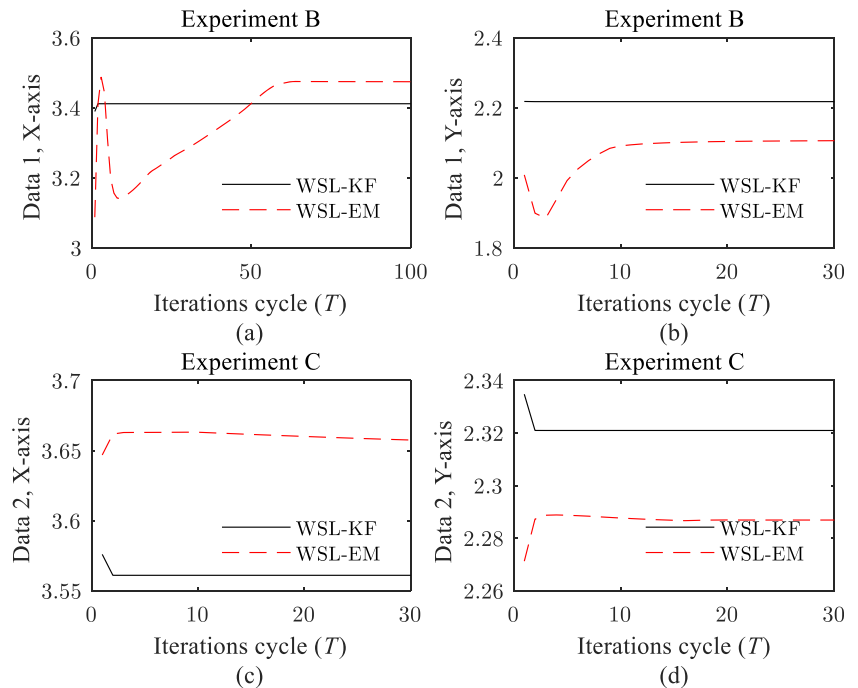 Experiment B
Data 1, X-axis
3.6
3.4
3.2
3
WSL-KF
WSL-EM
0
50
100
Iterations cycle (T)
(a)
Experiment B
Data 1, Y-axis
2.4
2.2
2
1.8
WSL-KF
WSL-EM
0
10
20
30
Iterations cycle (T)
(b)
Experiment C
Data 2, X-axis
3.7
3.65
3.6
3.55
WSL-KF
WSL-EM
0
10
20
30
Iterations cycle (T)
(c)
Experiment C
Data 2, Y-axis
2.34
2.32
2.3
2.28
2.26
WSL-KF
WSL-EM
0
10
20
30
Iterations cycle (T)
(d)